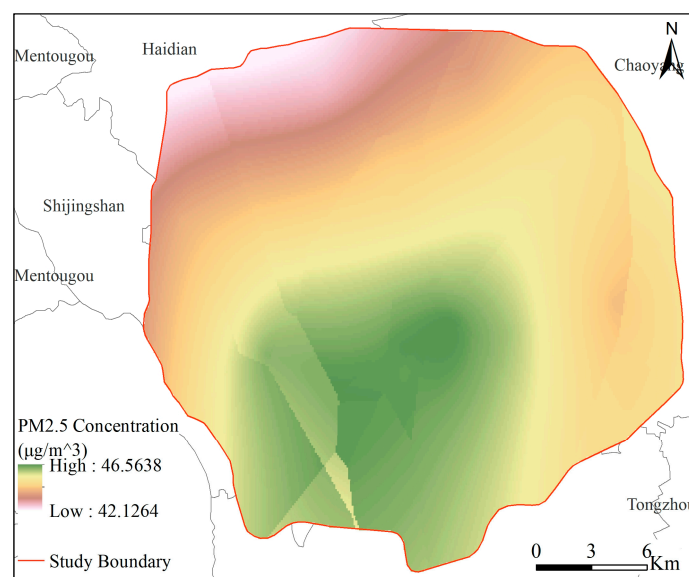 Mentougou
Haidian
N
Chaoyang
Shijingshan
Mentougou
PM2.5 Concentration
(μg/m^3)
High : 46.5638
Low : 42.1264
Study Boundary
Tongzhou
0 3 6
Km